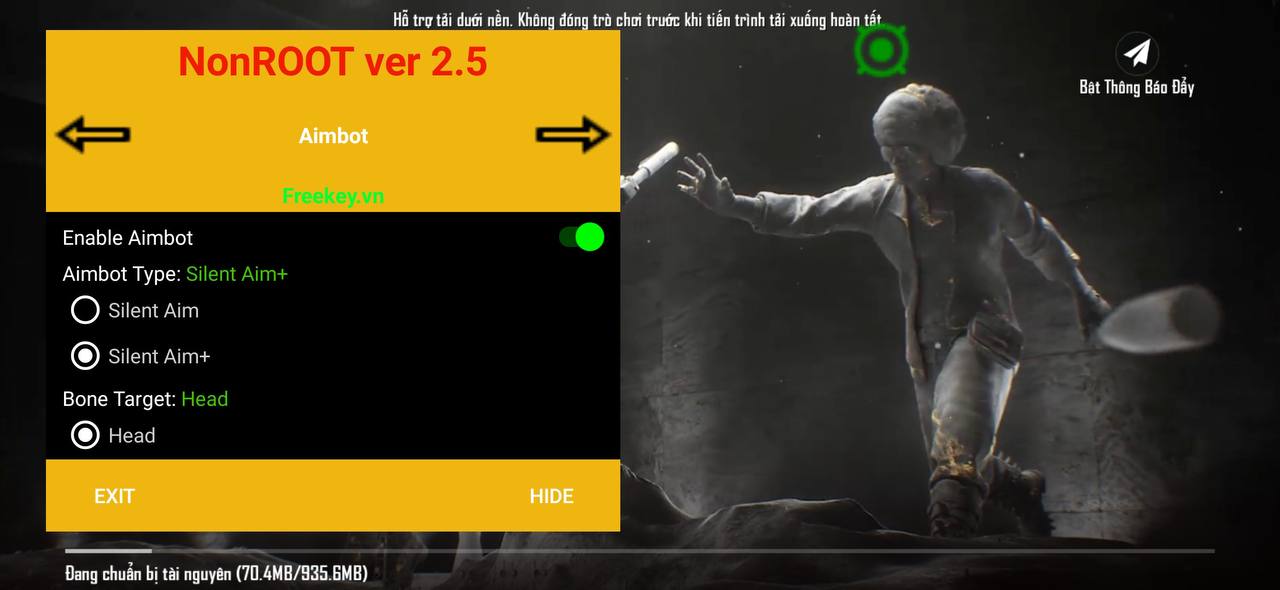 Hỗ trợ tải dưới nền. Không đóng trò chơi trước khi tiến trình tải xuống hoàn tất
NonROOT ver 2.5
Aimbot
Freekey.vn
Bật Thông Báo Đẩy
Enable Aimbot
Aimbot Type: Silent Aim+
Silent Aim
Silent Aim+
Bone Target: Head
Head
EXIT
HIDE
Đang chuẩn bị tài nguyên (70.4MB/935.6MB)